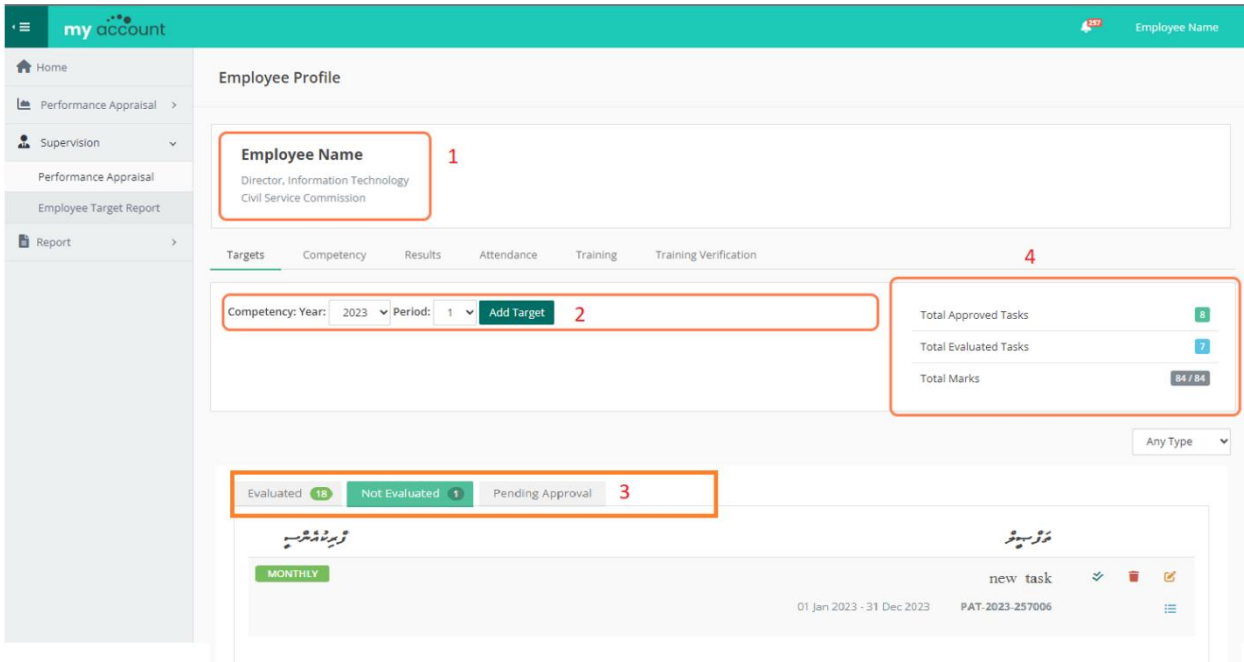 my account
257
Employee Name
Home
Performance Appraisal
Supervision
Performance Appraisal
Employee Target Report
Report
Employee Profile
Employee Name
Director, Information Technology
Civil Service Commission
1
Targets Competency Results Attendance Training Training Verification
4
Competency: Year: 2023 Period: 1 Add Target 2
Total Approved Tasks 8
Total Evaluated Tasks 7
Total Marks 84 / 84
Any Type
Evaluated 18 Not Evaluated 1 Pending Approval 3
ތަފްޞީލް
ފްރިކުއެންސީ
MONTHLY
new task
01 Jan 2023 - 31 Dec 2023 PAT-2023-257006